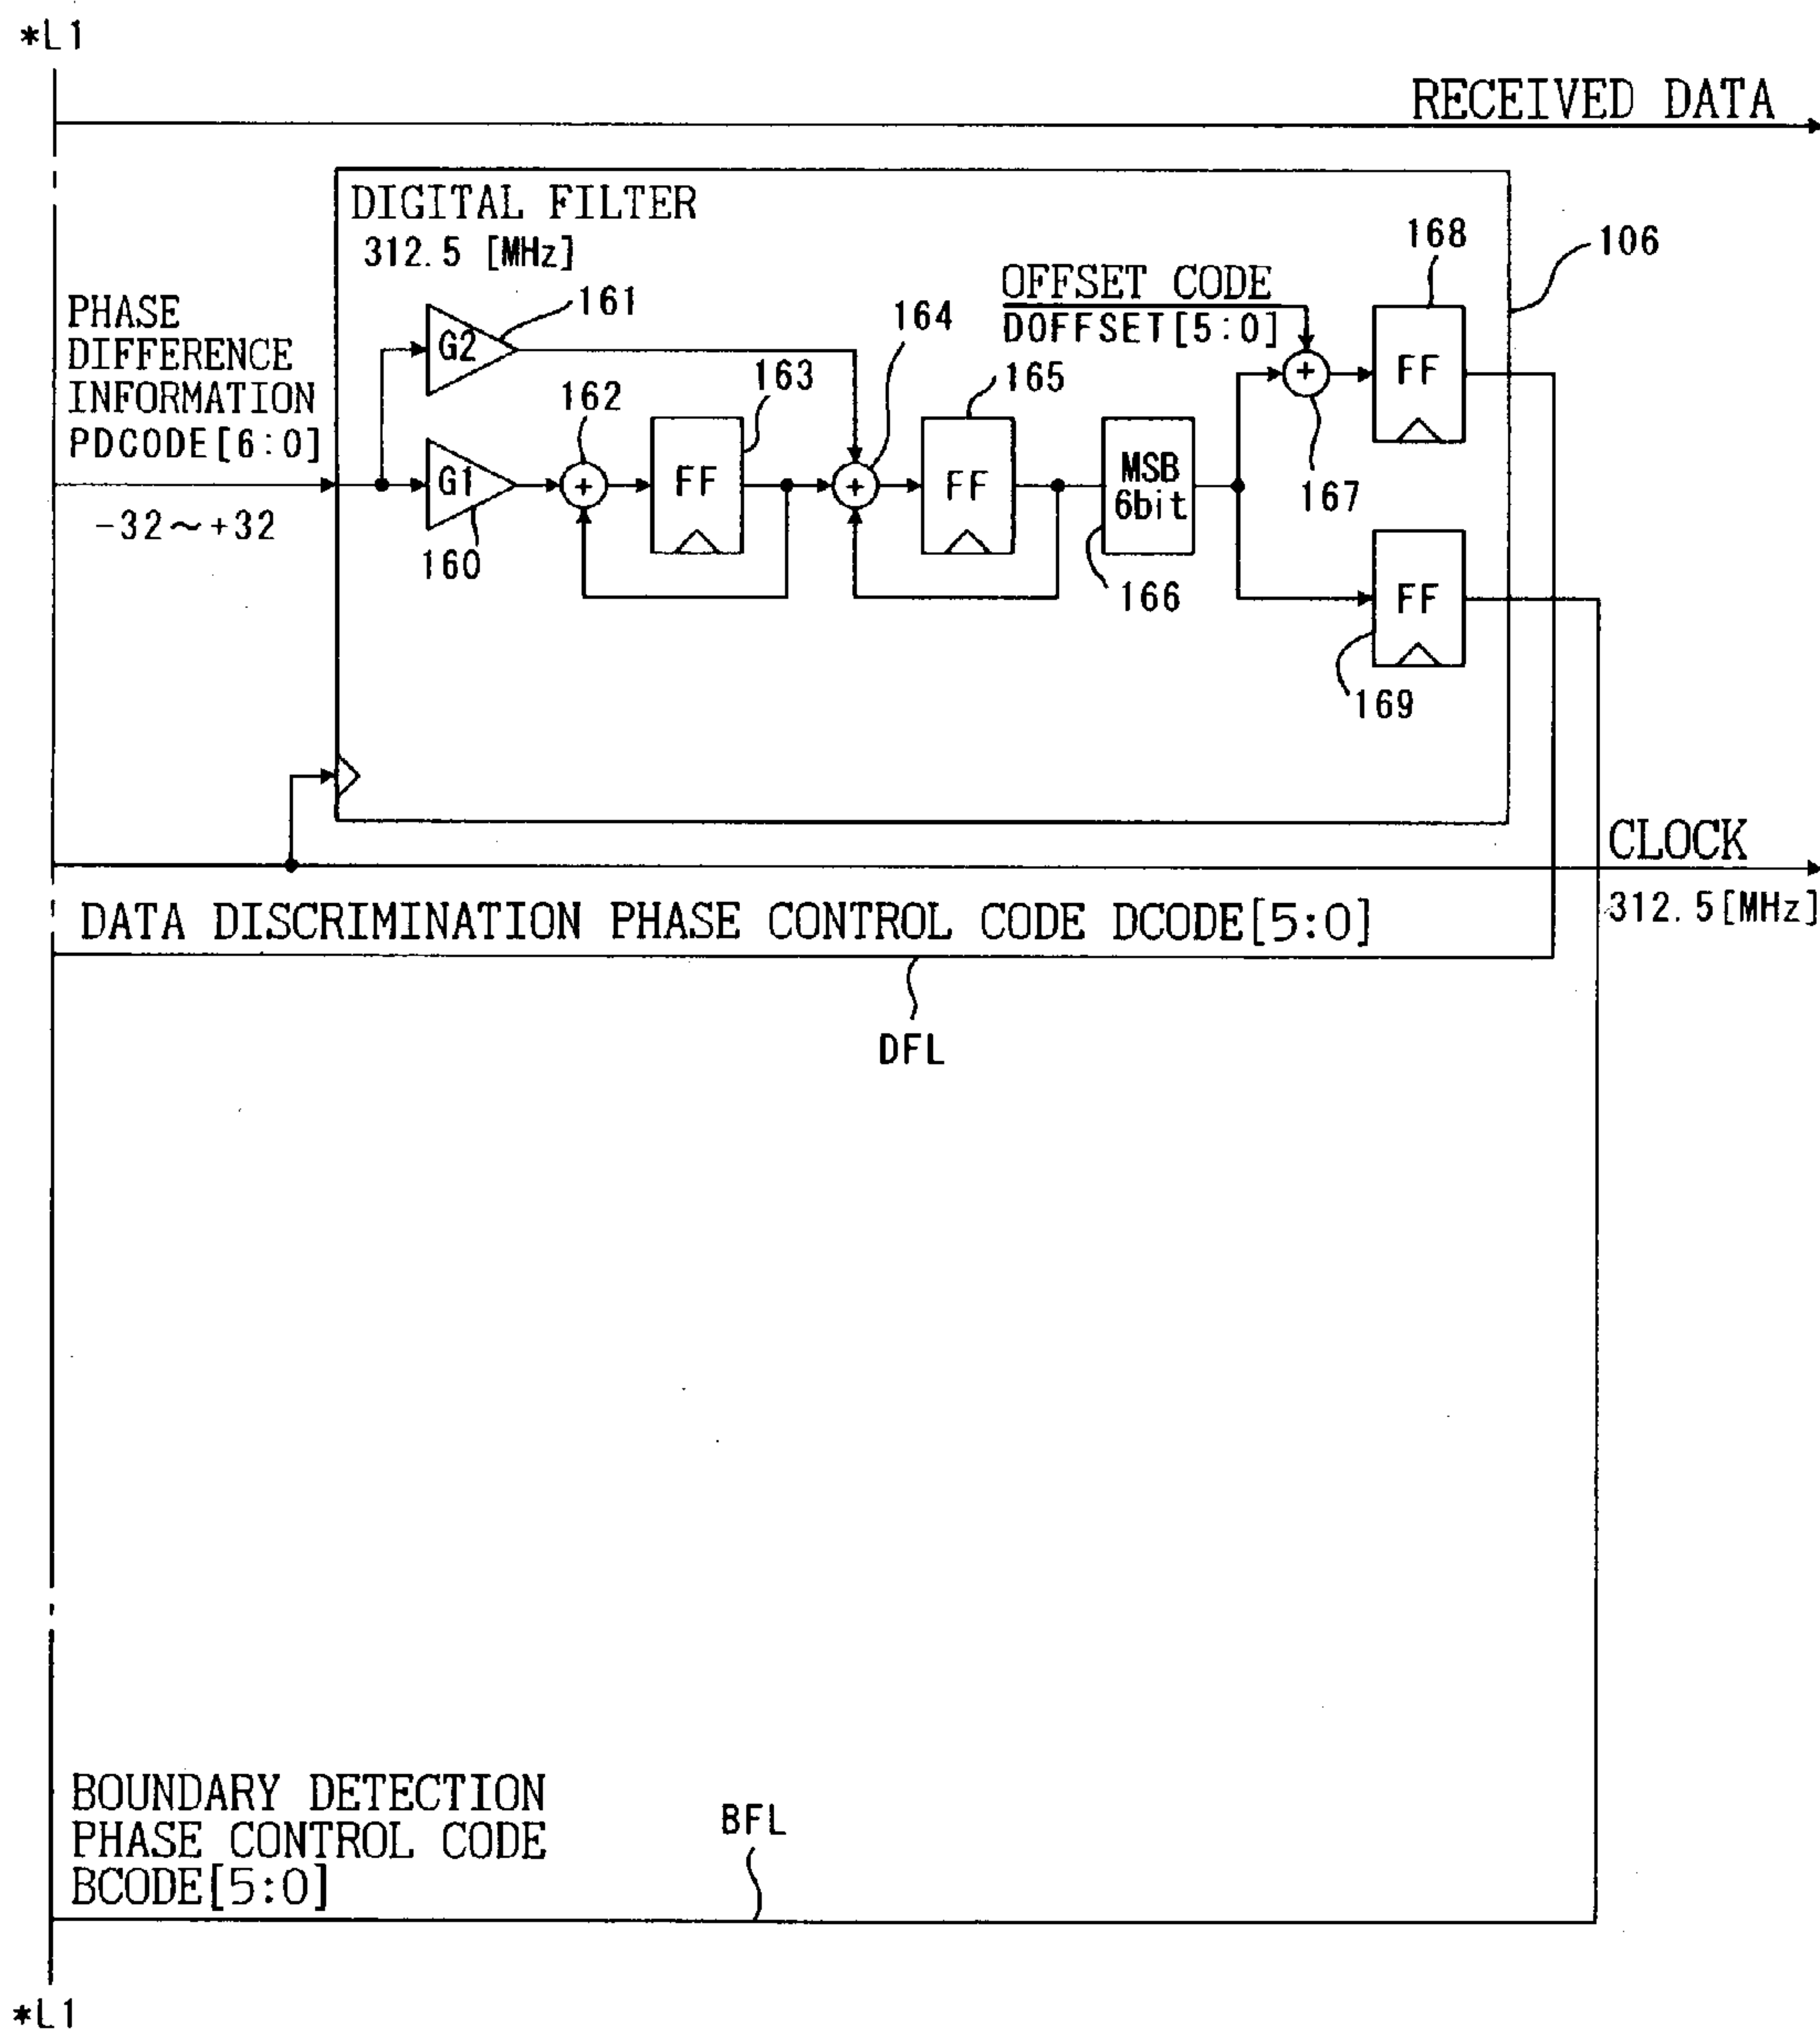 *L1
RECEIVED DATA
DIGITAL FILTER
312.5 [MHz]
168
106
PHASE
DIFFERENCE
INFORMATION
PDCODE[6:0]
-32～+32
G2
161
OFFSET CODE
DOFFSET[5:0]
164
+
FF
162
163
165
167
G1
+
FF
+
FF
MSB
6bit
160
166
FF
169
CLOCK
312.5[MHz]
DATA DISCRIMINATION PHASE CONTROL CODE DCODE[5:0]
DFL
BOUNDARY DETECTION
PHASE CONTROL CODE
BCODE[5:0]
BFL
*L1